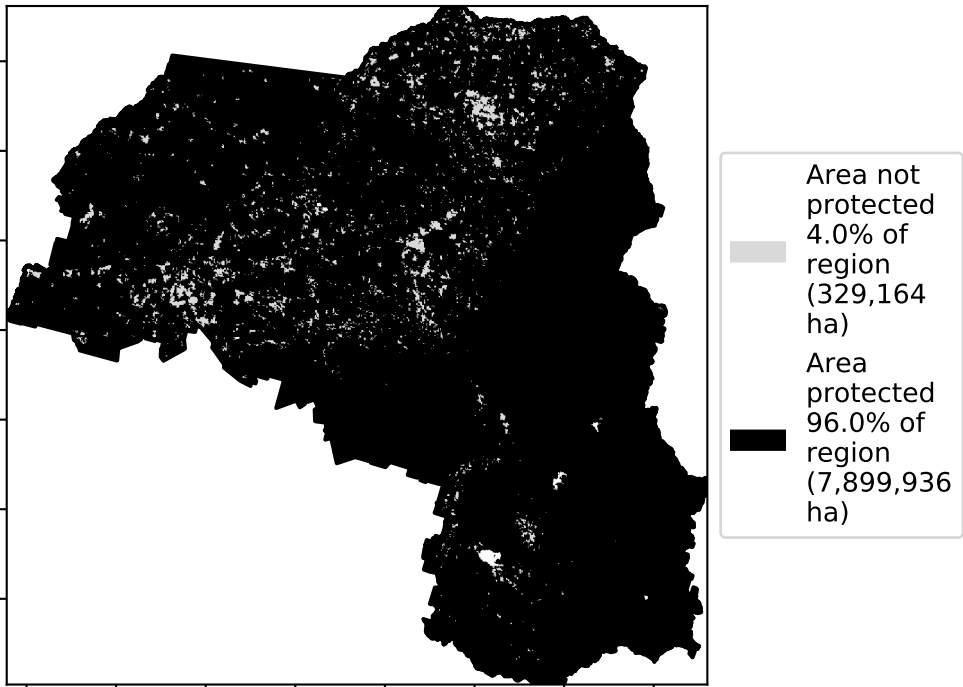 Area not
protected
4.0% of
region
(329,164
ha)
Area
protected
96.0% of
region
(7,899,936
ha)